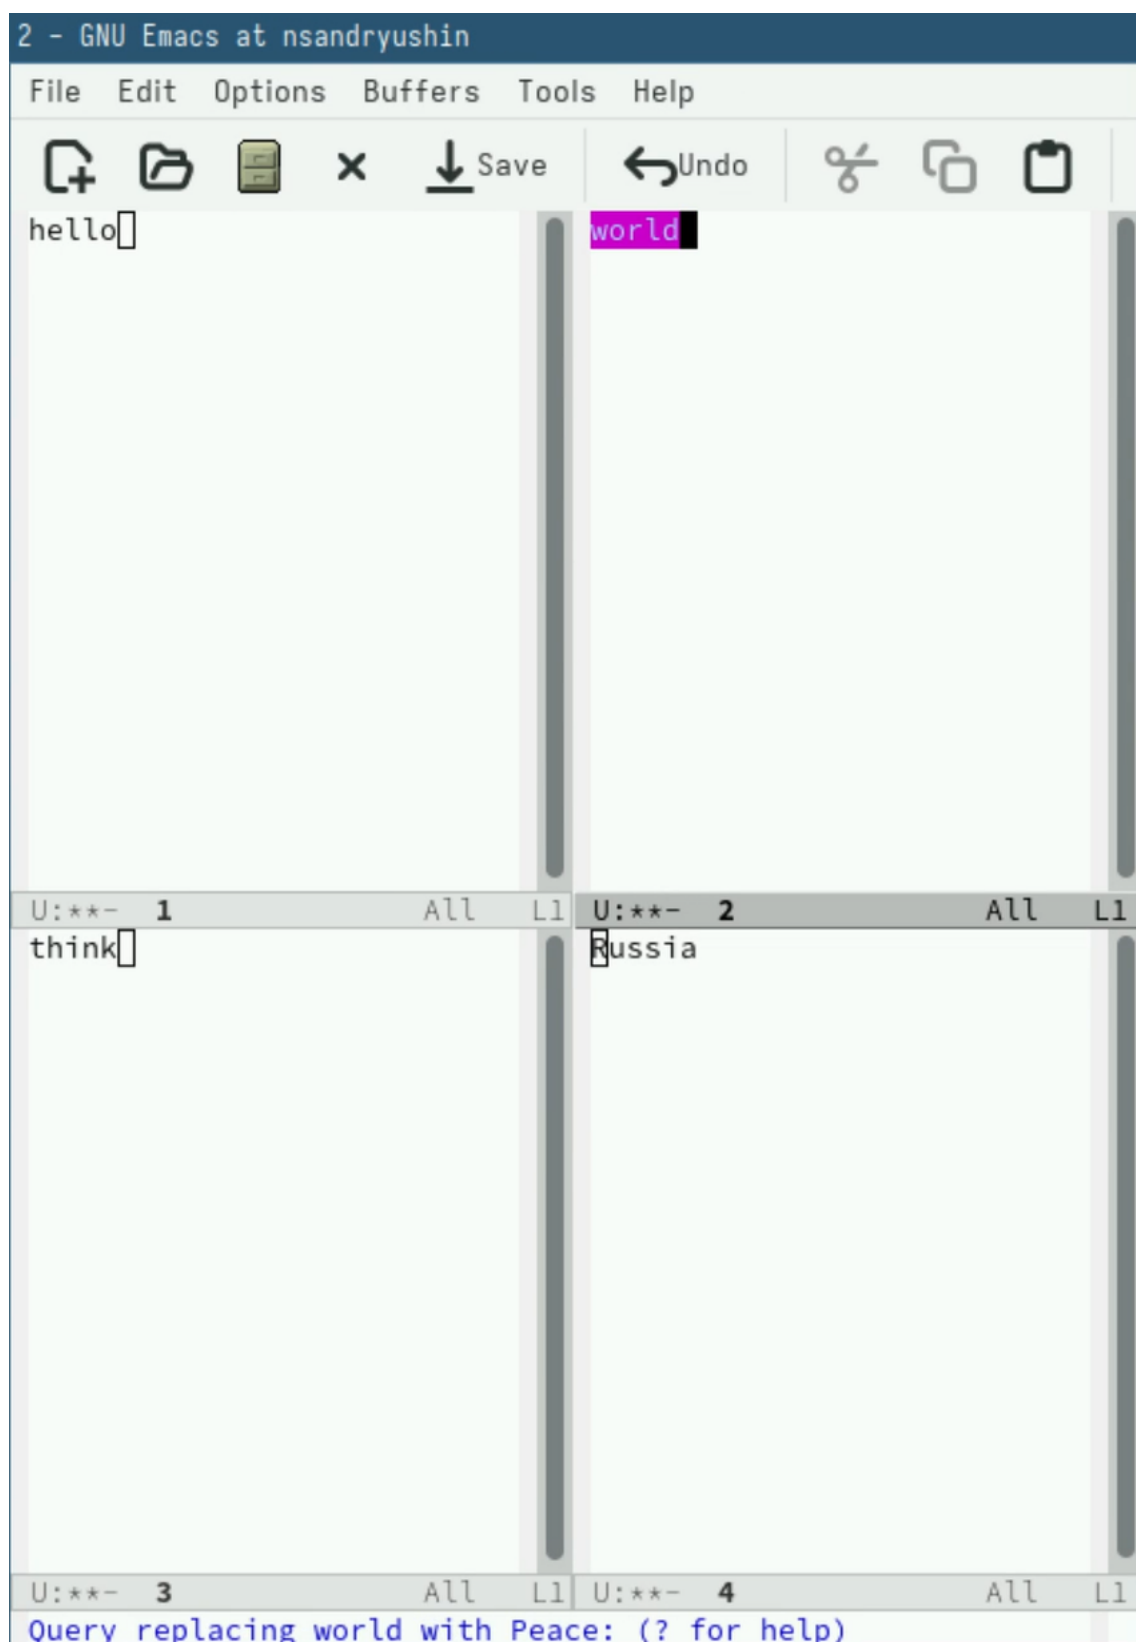 2 - GNU Emacs at nsandryushin
File Edit Options Buffers Tools Help
Save Undo
hello
world
U:**- 1 All L1
U:**- 2 All L1
think
Russia
U:**- 3 All L1
U:**- 4 All L1
Query replacing world with Peace: (? for help)